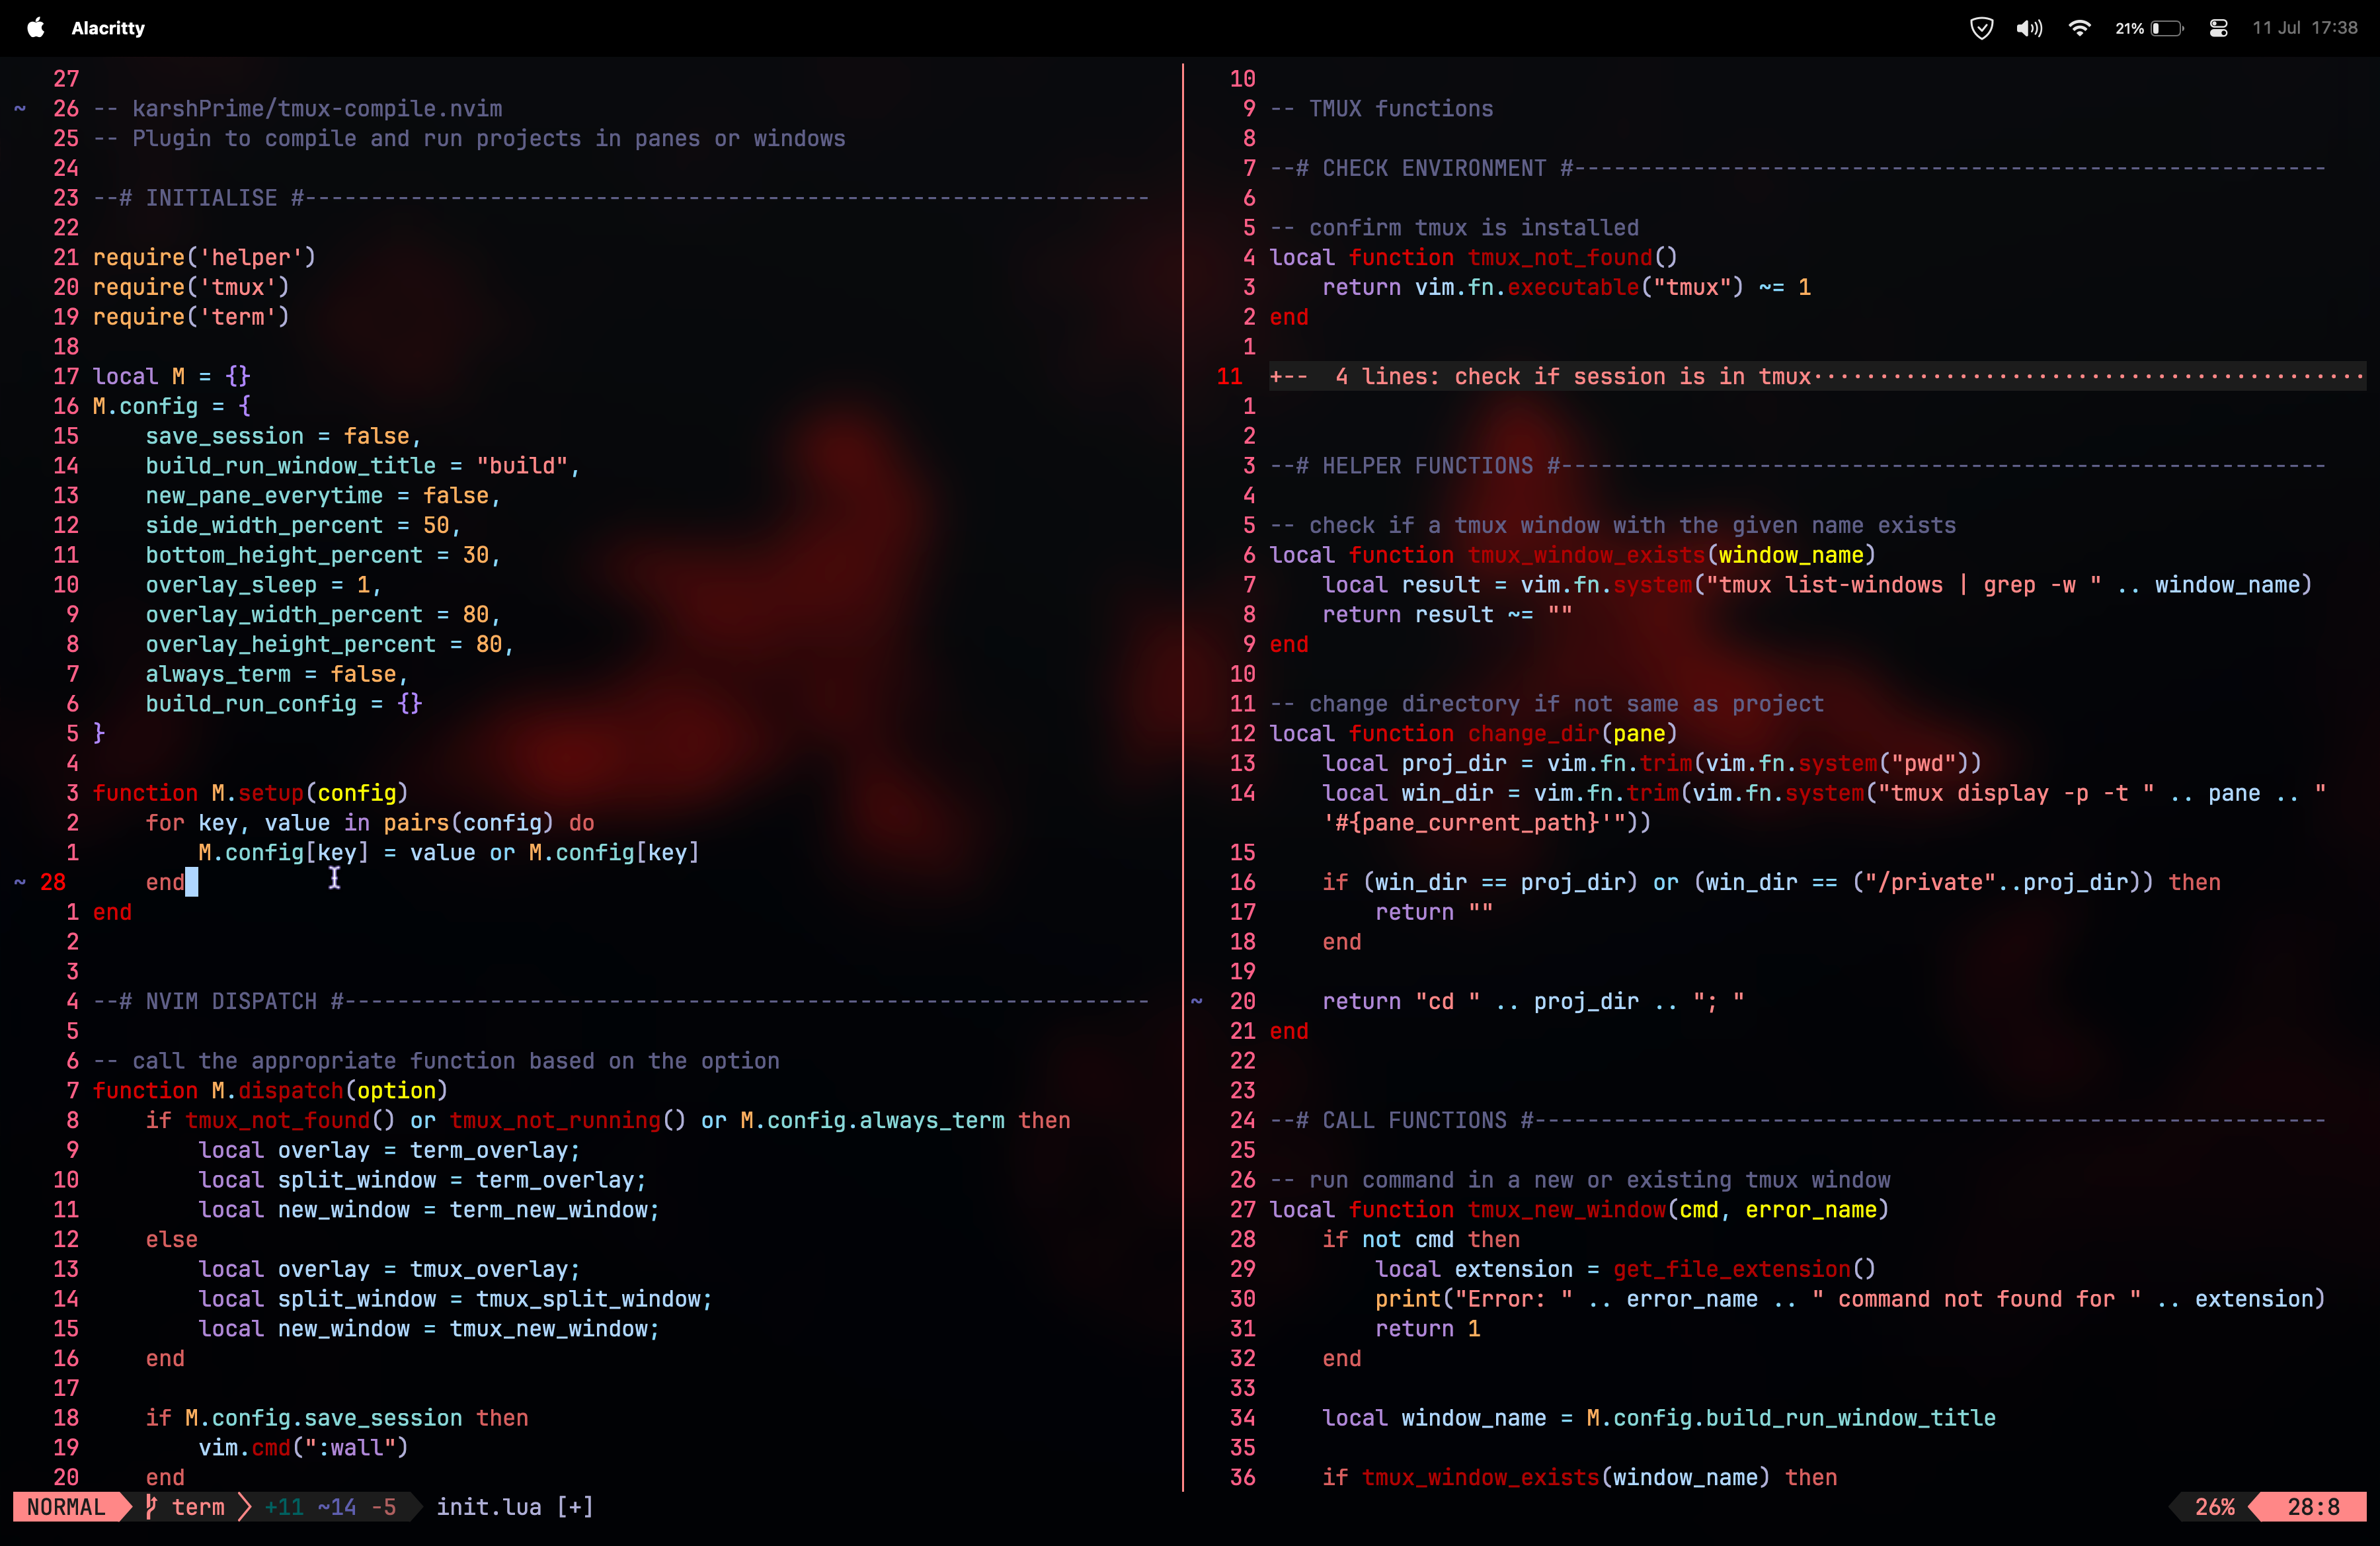 Alacritty
21%
11 Jul 17:38
27
~ 26 -- karshPrime/tmux-compile.nvim
25 -- Plugin to compile and run projects in panes or windows
24
23 --# INITIALISE #----------------------------------------------------------------
22
21 require('helper')
20 require('tmux')
19 require('term')
18
17 local M = {}
16 M.config = {
15     save_session = false,
14     build_run_window_title = "build",
13     new_pane_everytime = false,
12     side_width_percent = 50,
11     bottom_height_percent = 30,
10     overlay_sleep = 1,
9     overlay_width_percent = 80,
8     overlay_height_percent = 80,
7     always_term = false,
6     build_run_config = {}
5 }
4
3 function M.setup(config)
2     for key, value in pairs(config) do
1         M.config[key] = value or M.config[key]
~ 28     end
1 end
2
3
4 --# NVIM DISPATCH #-------------------------------------------------------------
5
6 -- call the appropriate function based on the option
7 function M.dispatch(option)
8     if tmux_not_found() or tmux_not_running() or M.config.always_term then
9         local overlay = term_overlay;
10         local split_window = term_overlay;
11         local new_window = term_new_window;
12     else
13         local overlay = tmux_overlay;
14         local split_window = tmux_split_window;
15         local new_window = tmux_new_window;
16     end
17
18     if M.config.save_session then
19         vim.cmd(":wall")
20     end
10
9 -- TMUX functions
8
7 --# CHECK ENVIRONMENT #---------------------------------------------------------
6
5 -- confirm tmux is installed
4 local function tmux_not_found()
3     return vim.fn.executable("tmux") ~= 1
2 end
1
11 +--  4 lines: check if session is in tmux··········································
1
2
3 --# HELPER FUNCTIONS #----------------------------------------------------------
4
5 -- check if a tmux window with the given name exists
6 local function tmux_window_exists(window_name)
7     local result = vim.fn.system("tmux list-windows | grep -w " .. window_name)
8     return result ~= ""
9 end
10
11 -- change directory if not same as project
12 local function change_dir(pane)
13     local proj_dir = vim.fn.trim(vim.fn.system("pwd"))
14     local win_dir = vim.fn.trim(vim.fn.system("tmux display -p -t " .. pane .. "
'#{pane_current_path}'"))
15
16     if (win_dir == proj_dir) or (win_dir == ("/private"..proj_dir)) then
17         return ""
18     end
19
~ 20     return "cd " .. proj_dir .. "; "
21 end
22
23
24 --# CALL FUNCTIONS #------------------------------------------------------------
25
26 -- run command in a new or existing tmux window
27 local function tmux_new_window(cmd, error_name)
28     if not cmd then
29         local extension = get_file_extension()
30         print("Error: " .. error_name .. " command not found for " .. extension)
31         return 1
32     end
33
34     local window_name = M.config.build_run_window_title
35
36     if tmux_window_exists(window_name) then
NORMAL term +11 ~14 -5 init.lua [+] 26% 28:8